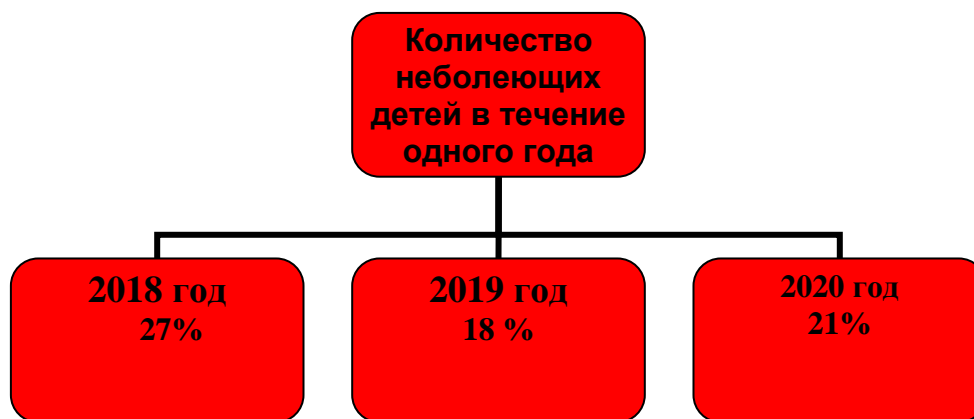 Количество
неболеющих
детей в течение
одного года
2018 год
27%
2019 год
18 %
2020 год
21%